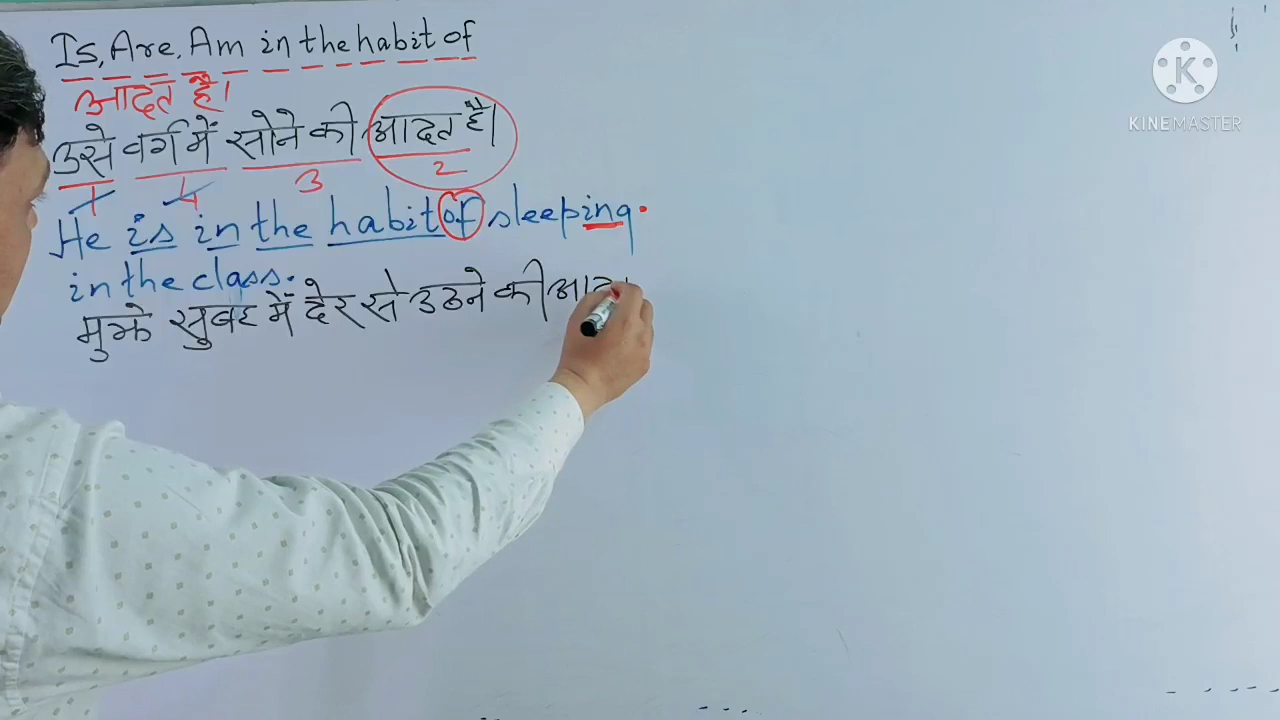 Is, Are, Am in the habit of
आदत है।
उसे वर्ग में सोने की आदत है।
1 4 3 2
He is in the habit of sleeping.
in the class.
मुझे सुबह में देर से उठने की
KINEMASTER